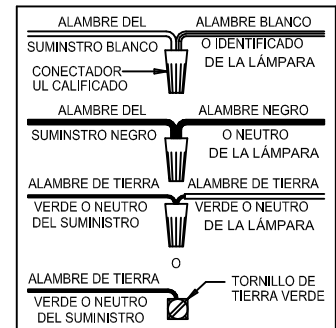 ALAMBRE DEL
SUMINSTRO BLANCO
ALAMBRE BLANCO
O IDENTIFICADO
DE LA LÁMPARA
CONECTADOR
UL CALIFICADO
ALAMBRE DEL
SUMINSTRO NEGRO
ALAMBRE NEGRO
O NEUTRO
DE LA LÁMPARA
ALAMBRE DE TIERRA
VERDE O NEUTRO
DEL SUMINISTRO
ALAMBRE DE TIERRA
VERDE O NEUTRO
DE LA LÁMPARA
O
ALAMBRE DE TIERRA
VERDE O NEUTRO
DEL SUMINISTRO
TORNILLO DE
TIERRA VERDE